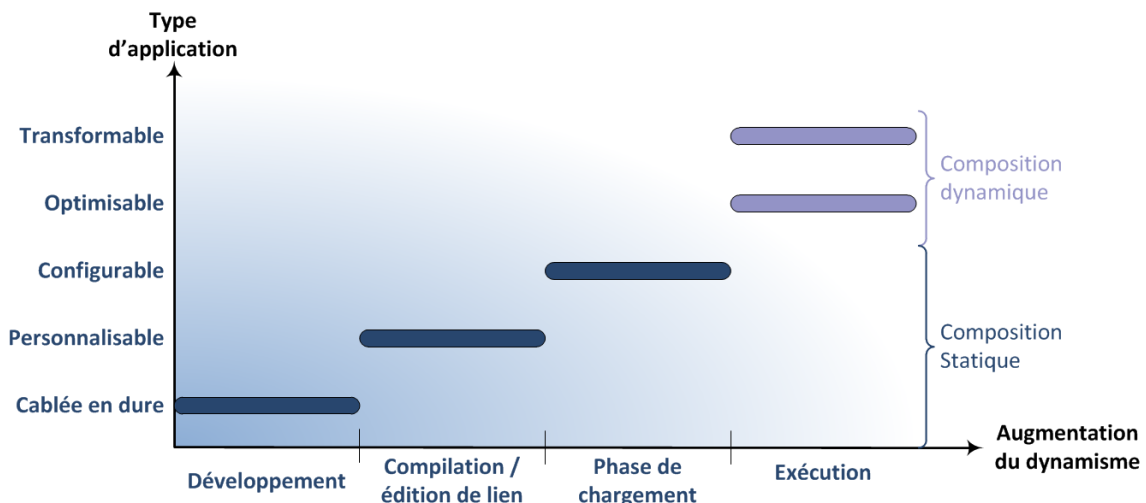 Type
d’application
Transformable
Optimisable
Configurable
Personnalisable
Cablée en dure
Composition
dynamique
Composition
Statique
Développement
Compilation /
édition de lien
Phase de
chargement
Exécution
Augmentation
du dynamisme